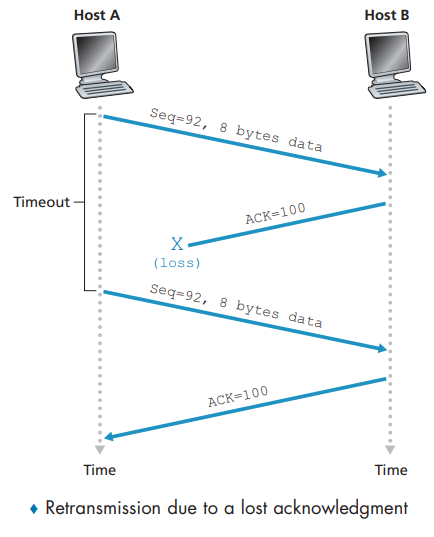 Host A
Host B
Seq=92, 8 bytes data
Timeout
ACK=100
X
(loss)
Seq=92, 8 bytes data
ACK=100
Time
Time
♦ Retransmission due to a lost acknowledgment